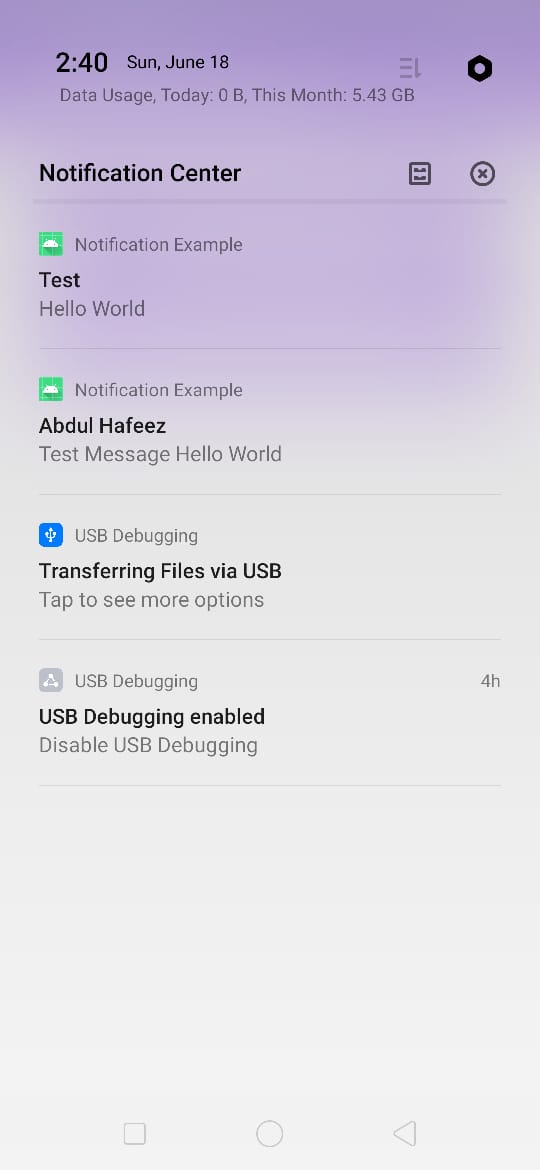 2:40 Sun, June 18
Data Usage, Today: 0 B, This Month: 5.43 GB
Notification Center
Notification Example
Test
Hello World
Notification Example
Abdul Hafeez
Test Message Hello World
USB Debugging
Transferring Files via USB
Tap to see more options
USB Debugging 4h
USB Debugging enabled
Disable USB Debugging